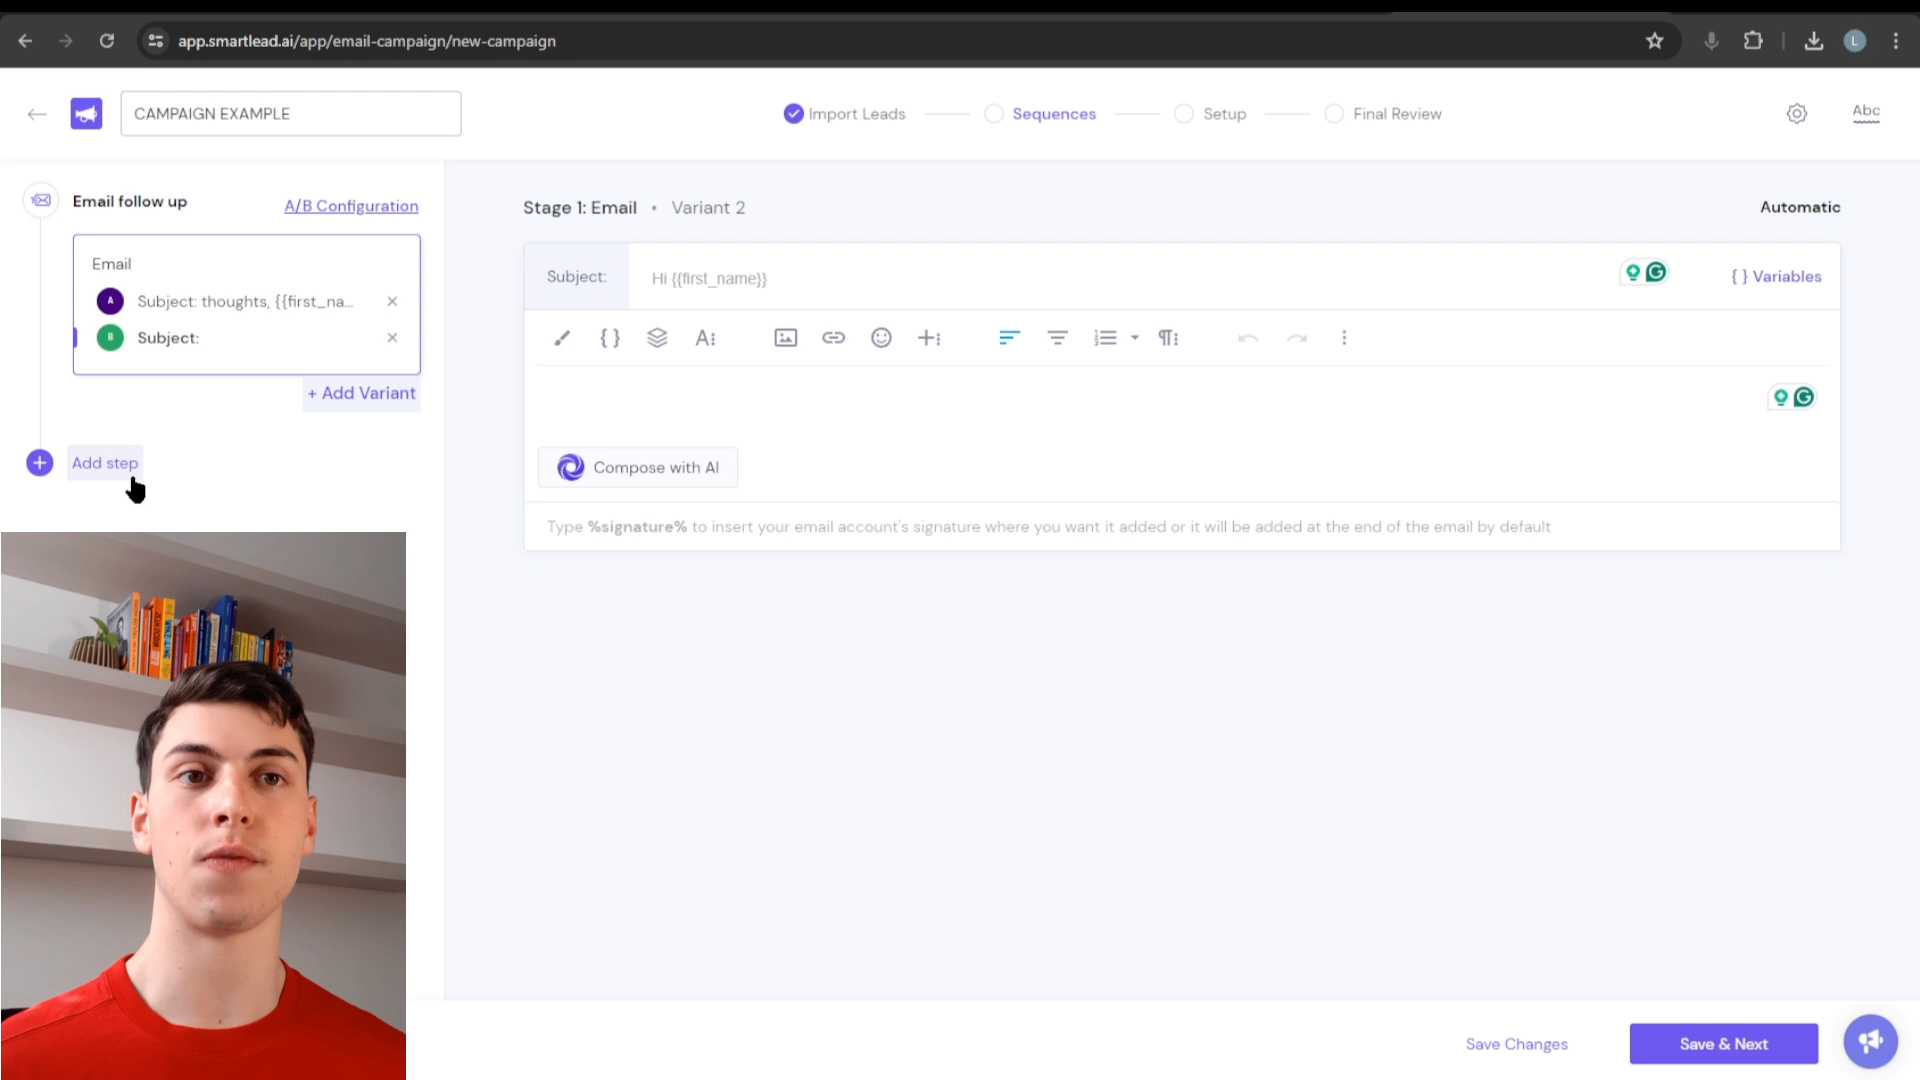 app.smartlead.ai/app/email-campaign/new-campaign
L
CAMPAIGN EXAMPLE
Import Leads
Sequences
Setup
Final Review
Abc
Email follow up
A/B Configuration
Email
A
Subject: thoughts, {{first_na...
Subject:
+ Add Variant
Add step
Stage 1: Email • Variant 2
Automatic
Subject:
Hi {{first_name}}
{ } Variables
Compose with AI
Type %signature% to insert your email account's signature where you want it added or it will be added at the end of the email by default
Save Changes
Save & Next